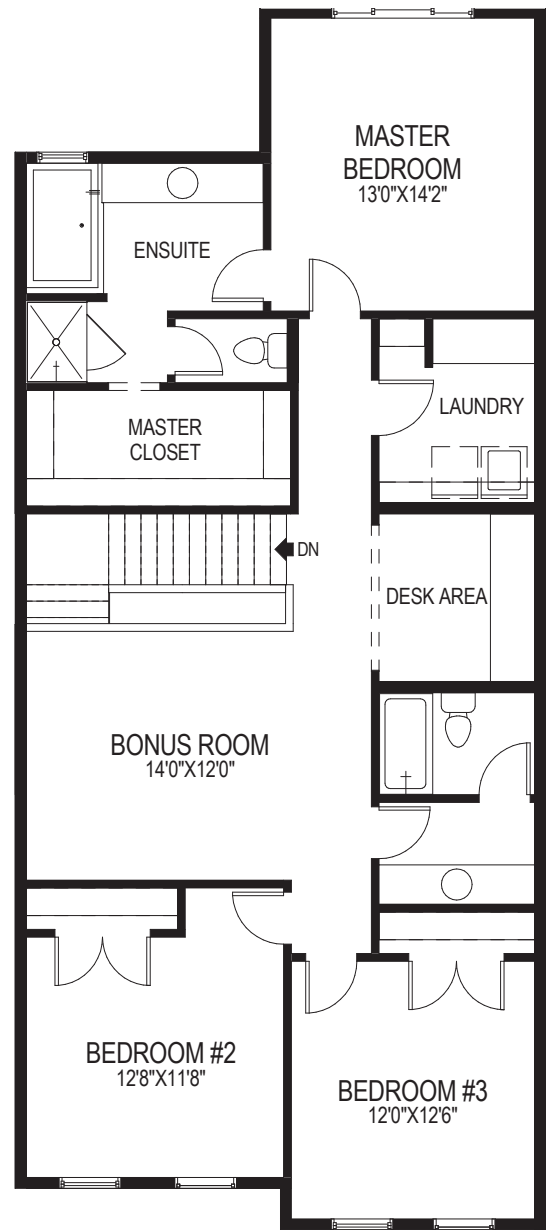 MASTER
BEDROOM
13'0"X14'2"
ENSUITE
MASTER
CLOSET
LAUNDRY
DN
DESK AREA
BONUS ROOM
14'0"X12'0"
BEDROOM #2
12'8"X11'8"
BEDROOM #3
12'0"X12'6"